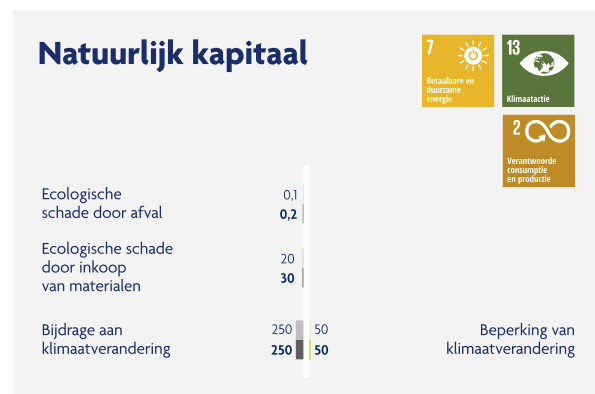 Natuurlijk kapitaal
7
Betaalbare en
duurzame
energie
13
Klimaatactie
2
Verantwoorde
consumptie
en productie
Ecologische
schade door afval
0,1
0,2
Ecologische schade
door inkoop
van materialen
20
30
Bijdrage aan
klimaatverandering
250 50
250 50
Beperking van
klimaatverandering